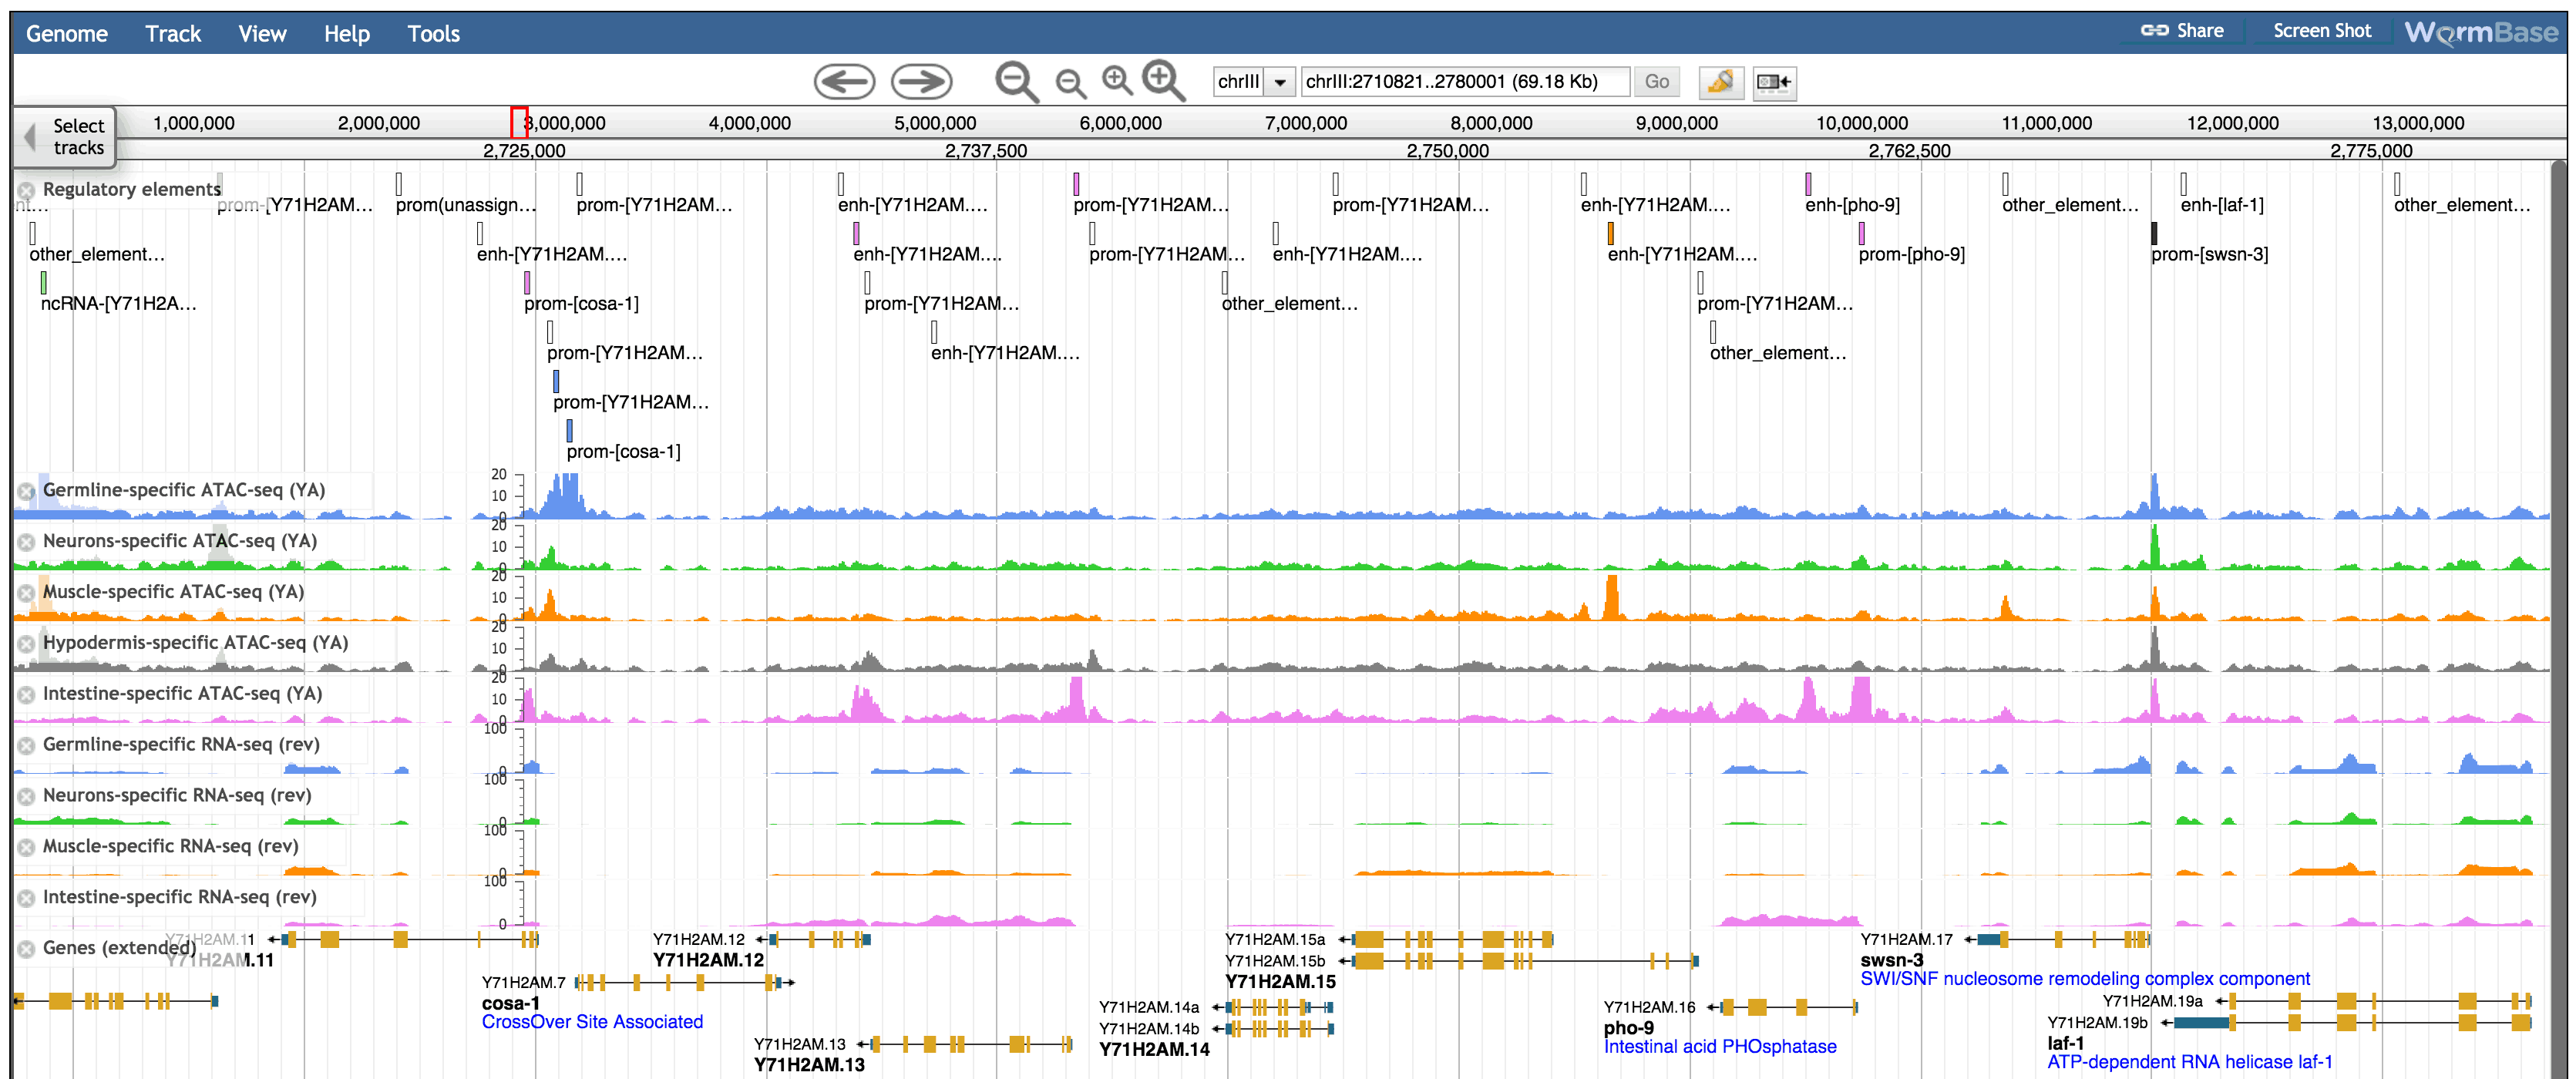 Genome Track View Help Tools Share Screen Shot WormBase
chrIII chrIII:2710821..2780001 (69.18 Kb) Go
Select tracks
1,000,000 2,000,000 3,000,000 4,000,000 5,000,000 6,000,000 7,000,000 8,000,000 9,000,000 10,000,000 11,000,000 12,000,000 13,000,000
2,725,000 2,737,500 2,750,000 2,762,500 2,775,000
Regulatory elements
nt... prom-[Y71H2AM... prom(unassign... prom-[Y71H2AM... enh-[Y71H2AM.... prom-[Y71H2AM... prom-[Y71H2AM... enh-[Y71H2AM.... enh-[pho-9] other_element... enh-[laf-1] other_element...
other_element... enh-[Y71H2AM.... enh-[Y71H2AM.... prom-[Y71H2AM... enh-[Y71H2AM.... enh-[Y71H2AM.... prom-[pho-9] prom-[swsn-3]
ncRNA-[Y71H2A... prom-[cosa-1] prom-[Y71H2AM... other_element... prom-[Y71H2AM...
prom-[Y71H2AM... enh-[Y71H2AM.... other_element...
prom-[Y71H2AM...
prom-[cosa-1]
Germline-specific ATAC-seq (YA) 20 10 0
Neurons-specific ATAC-seq (YA) 20 10 0
Muscle-specific ATAC-seq (YA) 20 10 0
Hypodermis-specific ATAC-seq (YA) 20 10 0
Intestine-specific ATAC-seq (YA) 20 10 0
Germline-specific RNA-seq (rev) 100 0
Neurons-specific RNA-seq (rev) 100 0
Muscle-specific RNA-seq (rev) 100 0
Intestine-specific RNA-seq (rev) 100 0
Genes (extended)
Y71H2AM.11 Y71H2AM.12 Y71H2AM.15a Y71H2AM.17
Y71H2AM.11 Y71H2AM.12 Y71H2AM.15b swsn-3
Y71H2AM.7 Y71H2AM.15 SWI/SNF nucleosome remodeling complex component
cosa-1 Y71H2AM.14a Y71H2AM.16 Y71H2AM.19a
CrossOver Site Associated Y71H2AM.14b pho-9 Y71H2AM.19b
Y71H2AM.13 Y71H2AM.14 Intestinal acid PHOsphatase laf-1
Y71H2AM.13 ATP-dependent RNA helicase laf-1